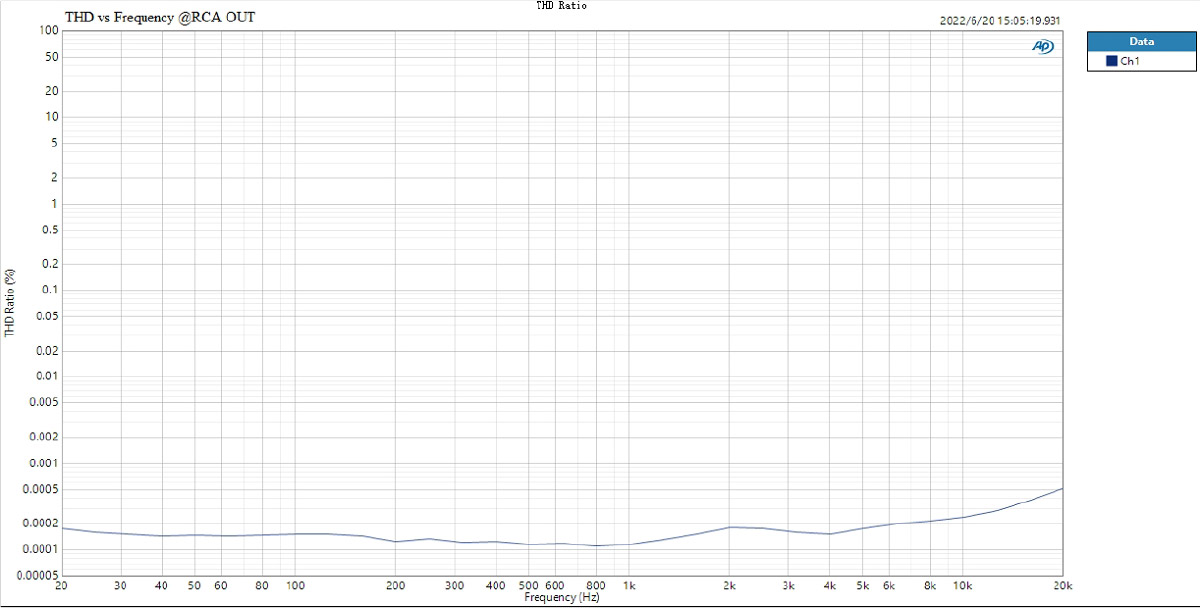 THD Ratio
THD vs Frequency @RCA OUT
2022/6/20 15:05:19.931
AP
Data
Ch1
100
50
20
10
5
2
1
0.5
0.2
0.1
0.05
0.02
0.01
0.005
0.002
0.001
0.0005
0.0002
0.0001
0.00005
THD Ratio (%)
20 30 40 50 60 80 100 200 300 400 500 600 800 1k 2k 3k 4k 5k 6k 8k 10k 20k
Frequency (Hz)